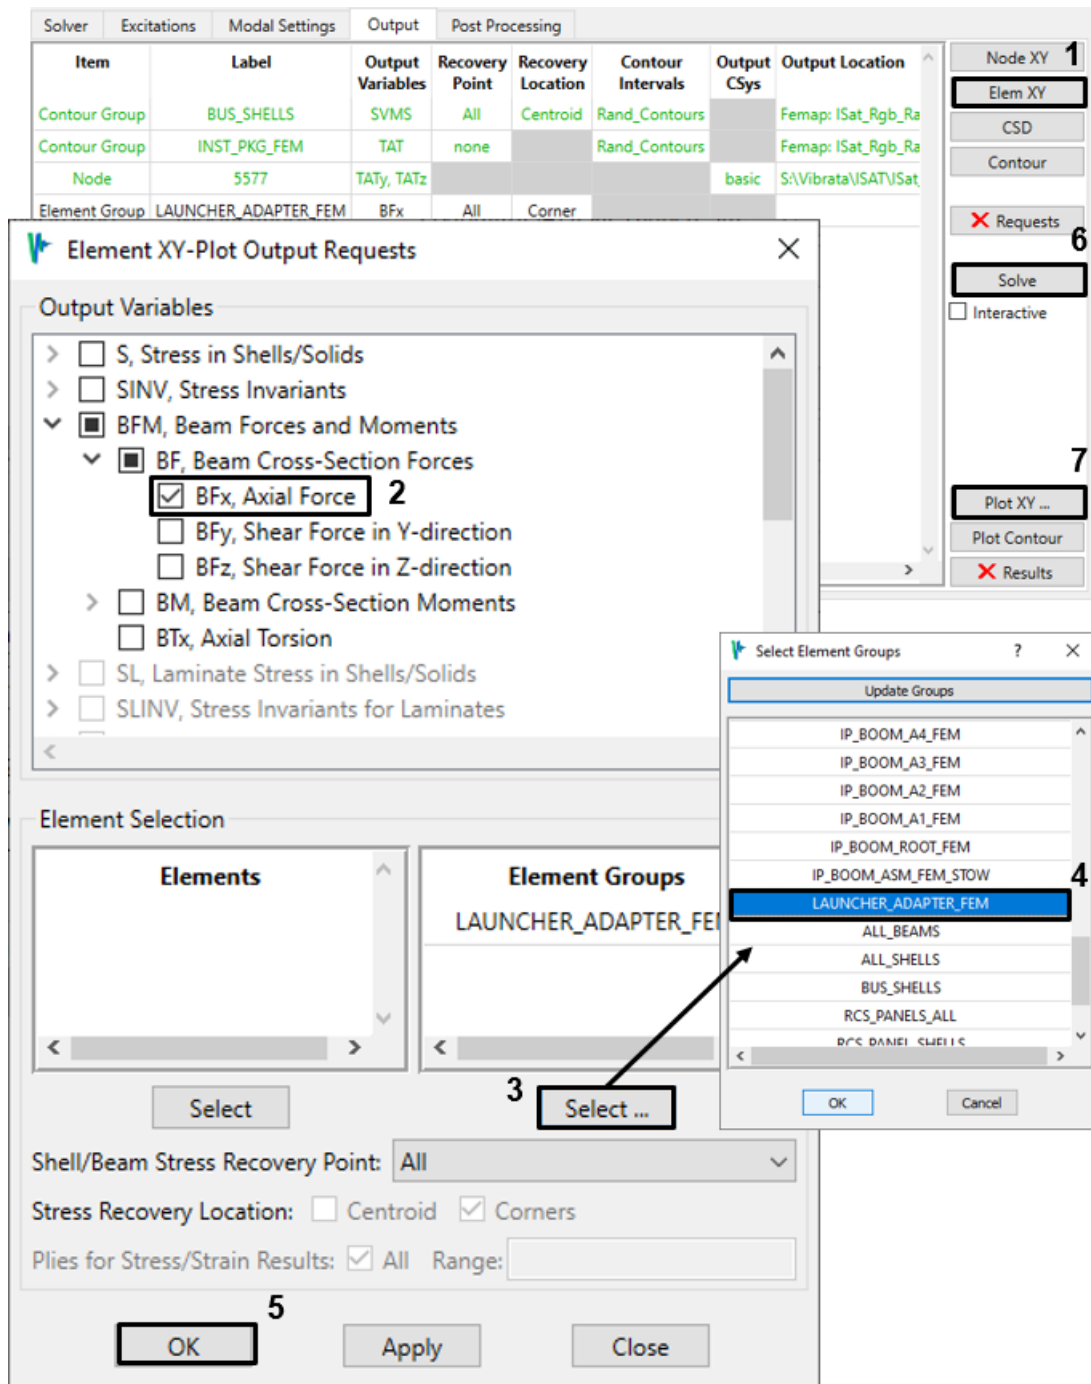 Solver Excitations Modal Settings Output Post Processing
Item Label Output Variables Recovery Point Recovery Location Contour Intervals Output CSys Output Location
Contour Group BUS_SHELLS SVMS All Centroid Rand_Contours Femap: ISat_Rgb_Ra
Contour Group INST_PKG_FEM TAT none Rand_Contours Femap: ISat_Rgb_Ra
Node 5577 TATy, TATz basic S:\Vibrata\ISAT\ISat_
Element Group LAUNCHER_ADAPTER_FEM BFx All Corner
Node XY 1
Elem XY
CSD
Contour
Requests
6
Solve
Interactive
7
Plot XY ...
Plot Contour
Results
Element XY-Plot Output Requests
Output Variables
S, Stress in Shells/Solids
SINV, Stress Invariants
BFM, Beam Forces and Moments
BF, Beam Cross-Section Forces
BFx, Axial Force 2
BFy, Shear Force in Y-direction
BFz, Shear Force in Z-direction
BM, Beam Cross-Section Moments
BTx, Axial Torsion
SL, Laminate Stress in Shells/Solids
SLINV, Stress Invariants for Laminates
Element Selection
Elements Element Groups
LAUNCHER_ADAPTER_FE
Select 3 Select ...
Shell/Beam Stress Recovery Point: All
Stress Recovery Location: Centroid Corners
Plies for Stress/Strain Results: All Range:
5
OK Apply Close
Select Element Groups ?
Update Groups
IP_BOOM_A4_FEM
IP_BOOM_A3_FEM
IP_BOOM_A2_FEM
IP_BOOM_A1_FEM
IP_BOOM_ROOT_FEM
IP_BOOM_ASM_FEM_STOW
4
LAUNCHER_ADAPTER_FEM
ALL_BEAMS
ALL_SHELLS
BUS_SHELLS
RCS_PANELS_ALL
RCS_PANEL_SHELLS
OK Cancel